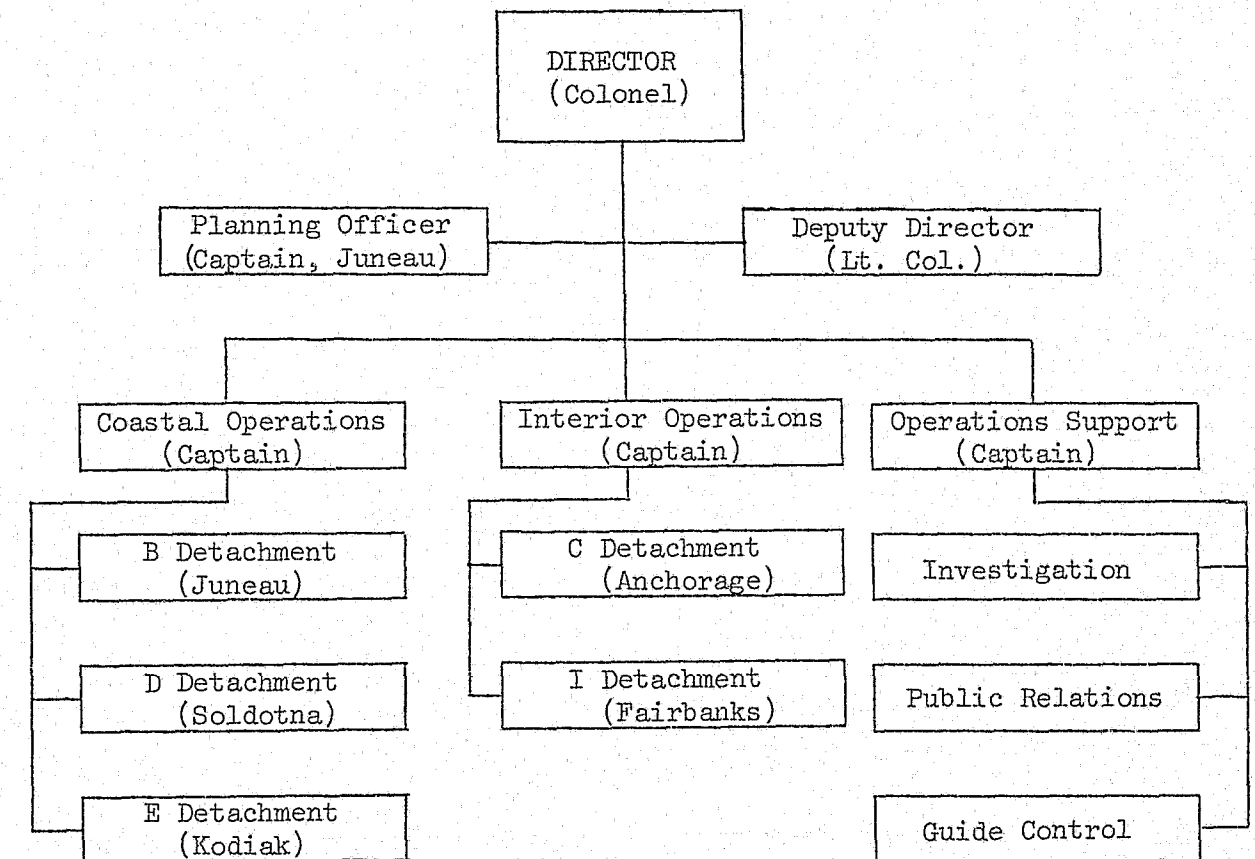 DIRECTOR
(Colonel)
Planning Officer
(Captain, Juneau)
Deputy Director
(Lt. Col.)
Coastal Operations
(Captain)
Interior Operations
(Captain)
Operations Support
(Captain)
B Detachment
(Juneau)
C Detachment
(Anchorage)
Investigation
D Detachment
(Soldotna)
I Detachment
(Fairbanks)
Public Relations
E Detachment
(Kodiak)
Guide Control